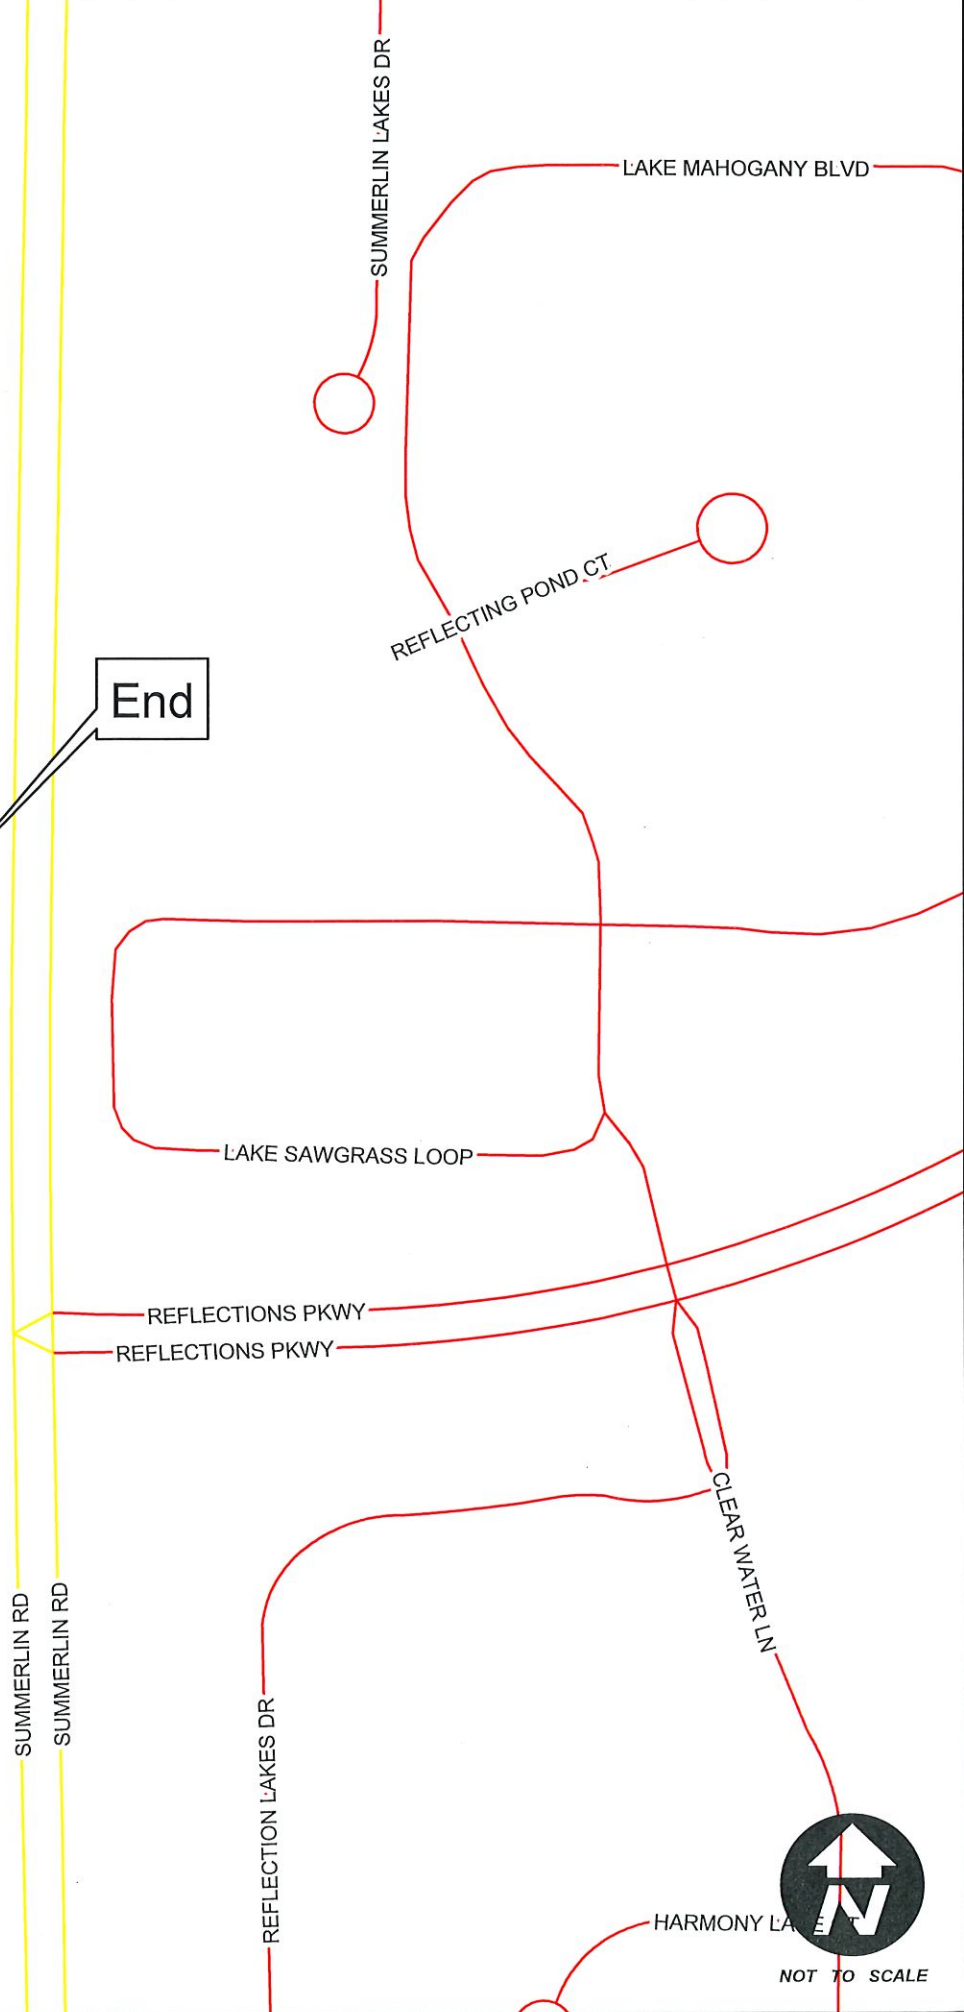 SUMMERLIN LAKES DR
LAKE MAHOGANY BLVD
REFLECTING POND CT
End
LAKE SAWGRASS LOOP
REFLECTIONS PKWY
REFLECTIONS PKWY
CLEAR WATER LN
SUMMERLIN RD
SUMMERLIN RD
REFLECTION LAKES DR
HARMONY
N
NOT TO SCALE